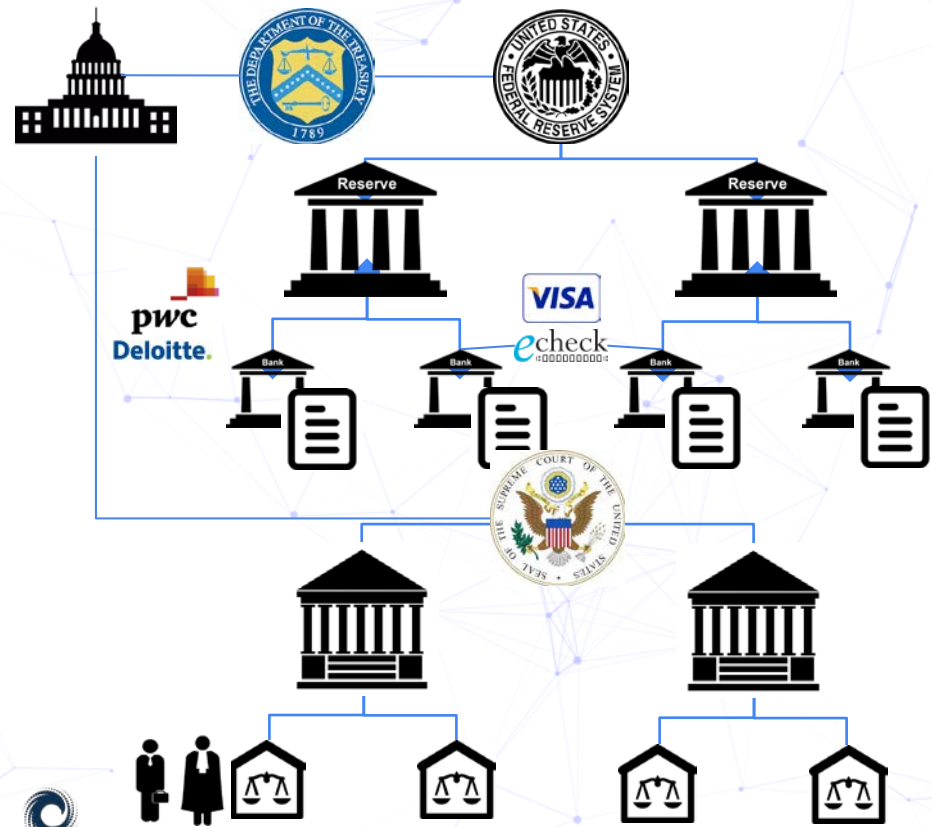 THE DEPARTMENT OF THE TREASURY
1789
UNITED STATES
FEDERAL RESERVE SYSTEM
Reserve
Reserve
pwc
Deloitte.
VISA
echeck
Bank
Bank
Bank
Bank
SEAL OF THE SUPREME COURT OF THE UNITED STATES